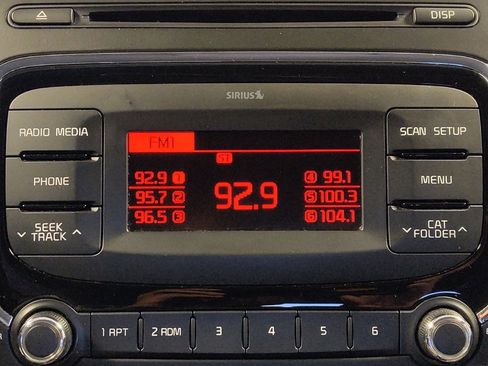 DISP
SIRIUS
RADIO MEDIA
SCAN SETUP
FM1
ST
92.9 1
4 99.1
95.7 2
92.9
5 100.3
96.5 3
6 104.1
PHONE
MENU
SEEK
TRACK
CAT
FOLDER
1 RPT
2 RDM
3
4
5
6